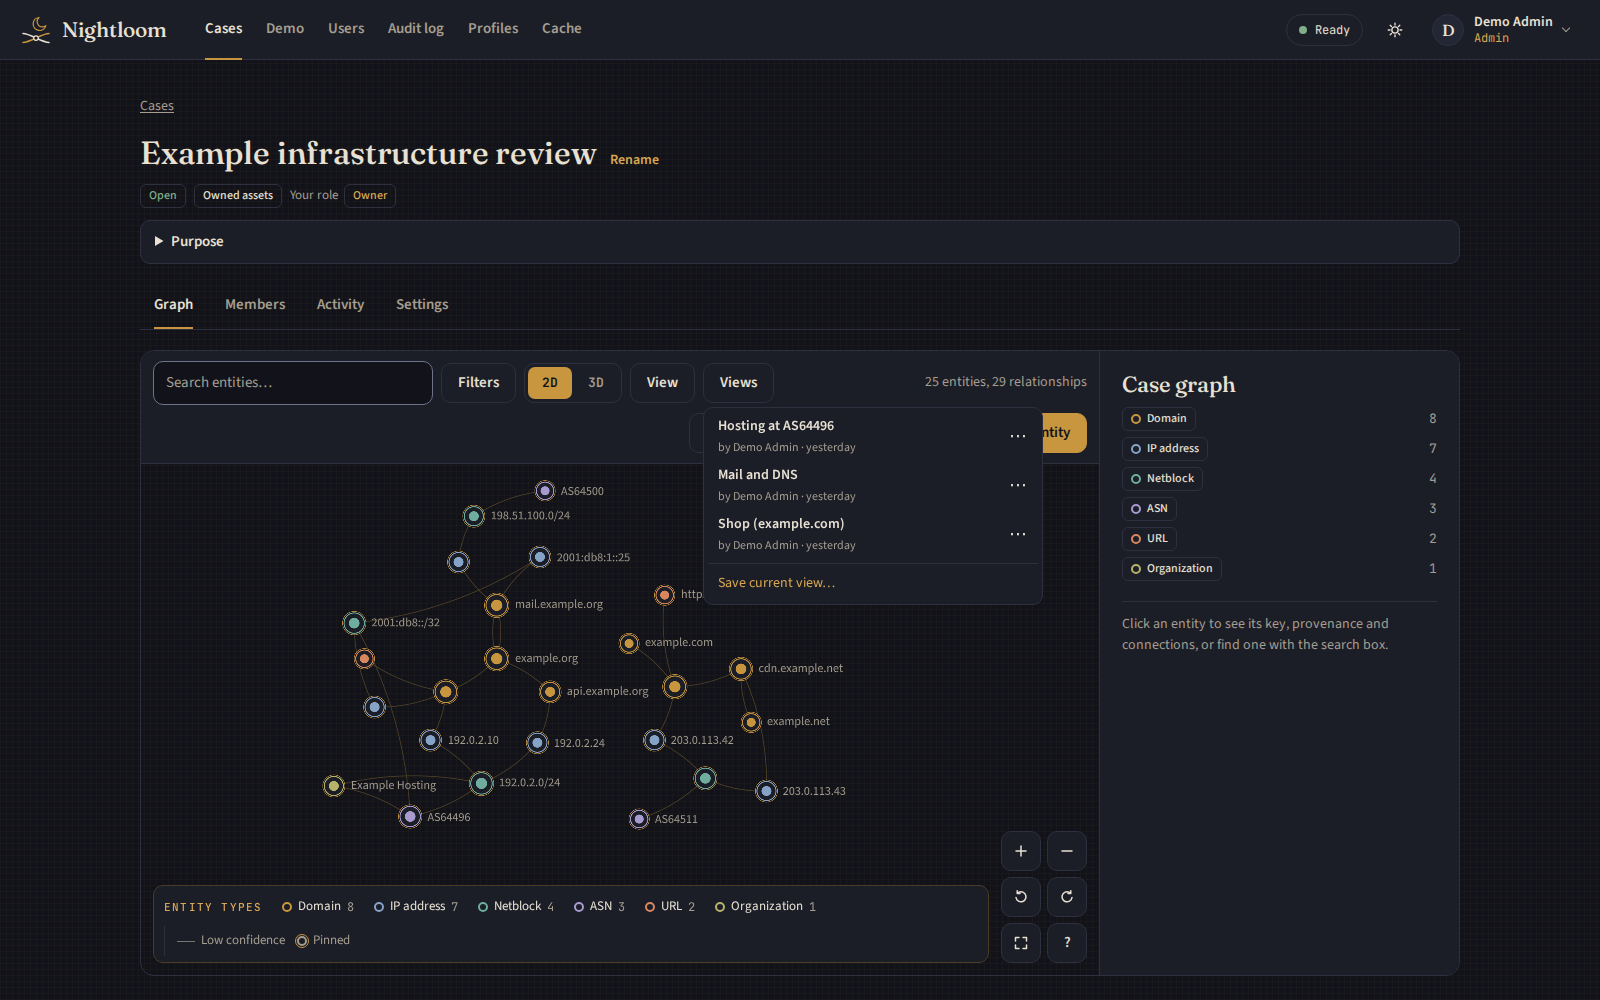 Nightloom
Cases
Demo
Users
Audit log
Profiles
Cache
Ready
D
Demo Admin
Admin
Cases
Example infrastructure review
Rename
Open
Owned assets
Your role
Owner
Purpose
Graph
Members
Activity
Settings
Search entities…
Filters
2D
3D
View
Views
25 entities, 29 relationships
Hosting at AS64496
by Demo Admin · yesterday
Mail and DNS
by Demo Admin · yesterday
Shop (example.com)
by Demo Admin · yesterday
Save current view…
AS64500
198.51.100.0/24
2001:db8:1::25
mail.example.org
2001:db8::/32
example.com
example.org
cdn.example.net
api.example.org
example.net
192.0.2.10
192.0.2.24
203.0.113.42
Example Hosting
192.0.2.0/24
203.0.113.43
AS64496
AS64511
ENTITY TYPES
Domain 8
IP address 7
Netblock 4
ASN 3
URL 2
Organization 1
Low confidence
Pinned
?
Case graph
Domain 8
IP address 7
Netblock 4
ASN 3
URL 2
Organization 1
Click an entity to see its key, provenance and
connections, or find one with the search box.